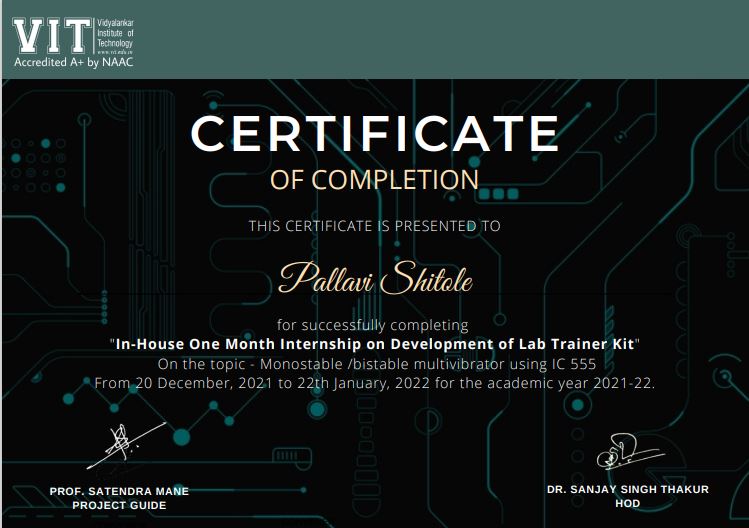 VIT
Vidyalankar
Institute of
Technology
www.vit.edu.in
Accredited A+ by NAAC
CERTIFICATE
OF COMPLETION
THIS CERTIFICATE IS PRESENTED TO
Pallavi Shitole
for successfully completing
"In-House One Month Internship on Development of Lab Trainer Kit"
On the topic - Monostable /bistable multivibrator using IC 555
From 20 December, 2021 to 22th January, 2022 for the academic year 2021-22.
PROF. SATENDRA MANE
PROJECT GUIDE
DR. SANJAY SINGH THAKUR
HOD